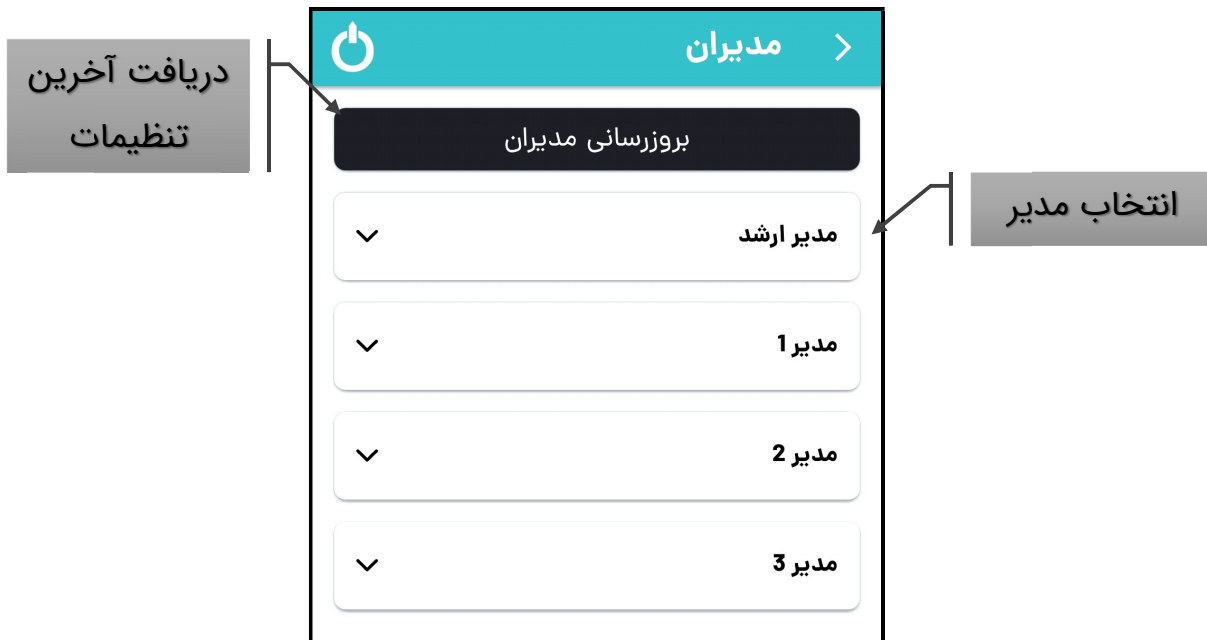 مدیران
دریافت آخرین
تنظیمات
بروزرسانی مدیران
انتخاب مدیر
مدیر ارشد
مدیر 1
مدیر 2
مدیر 3